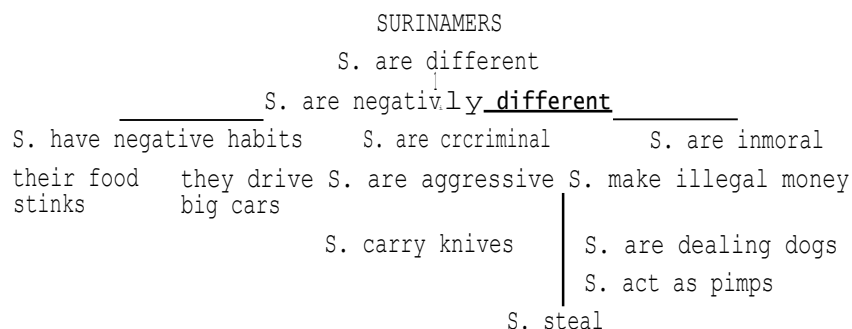 SURINAMERS
S. are different
S. are negativly different
S. have negative habits S. are crcriminal S. are inmoral
their food they drive S. are aggressive S. make illegal money
stinks big cars
S. carry knives S. are dealing dogs
S. act as pimps
S. steal